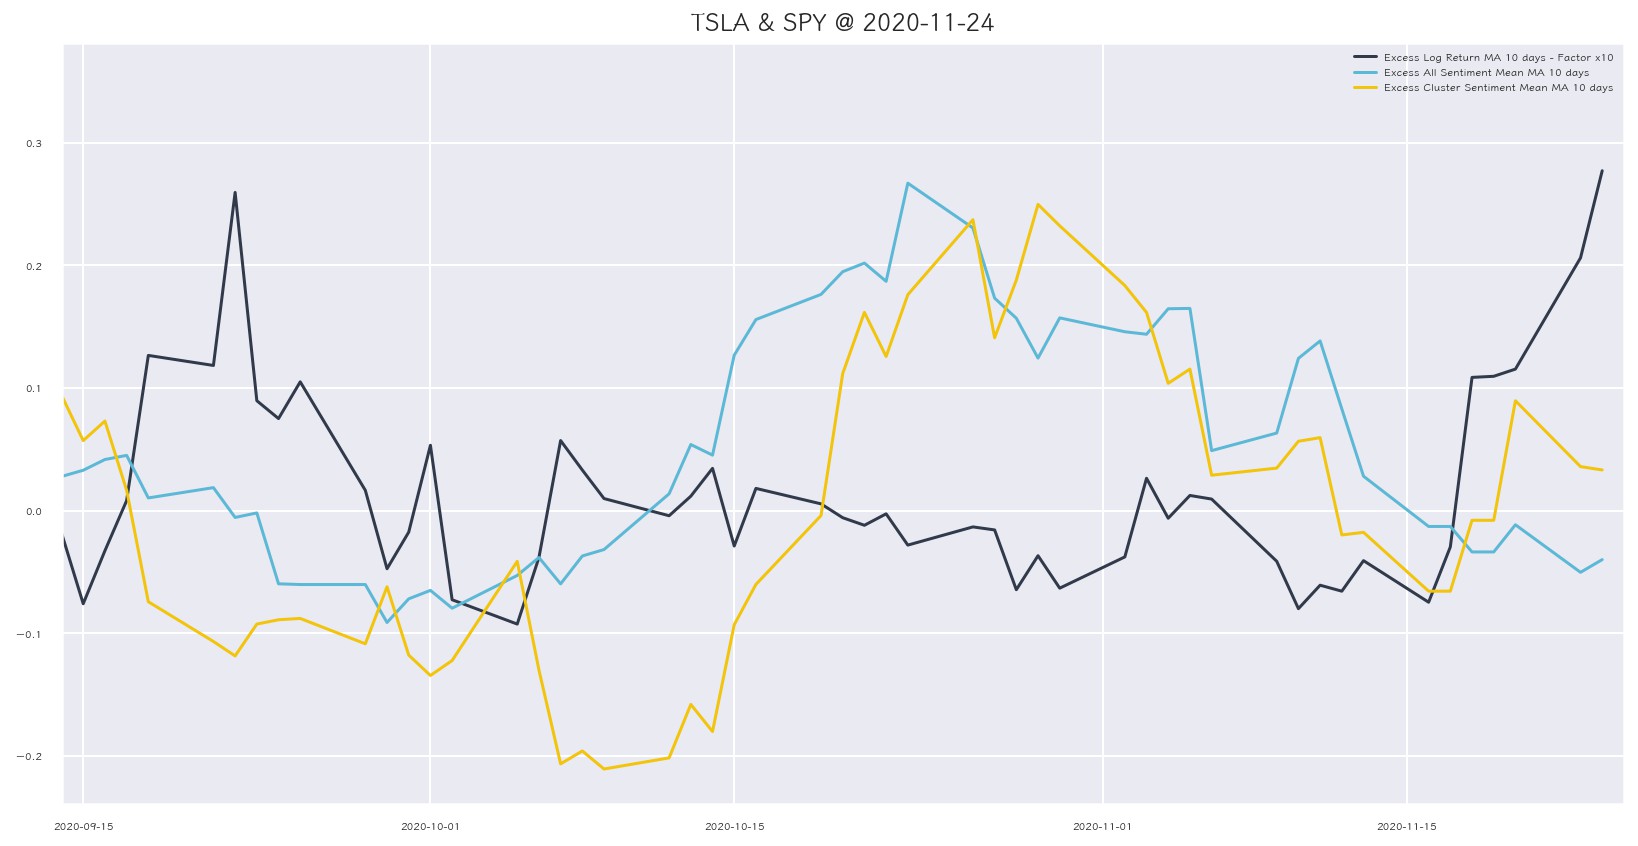 TSLA & SPY @ 2020-11-24
Excess Log Return MA 10 days - Factor x10
Excess All Sentiment Mean MA 10 days
Excess Cluster Sentiment Mean MA 10 days
0.3
0.2
0.1
0.0
−0.1
−0.2
2020-09-15
2020-10-01
2020-10-15
2020-11-01
2020-11-15